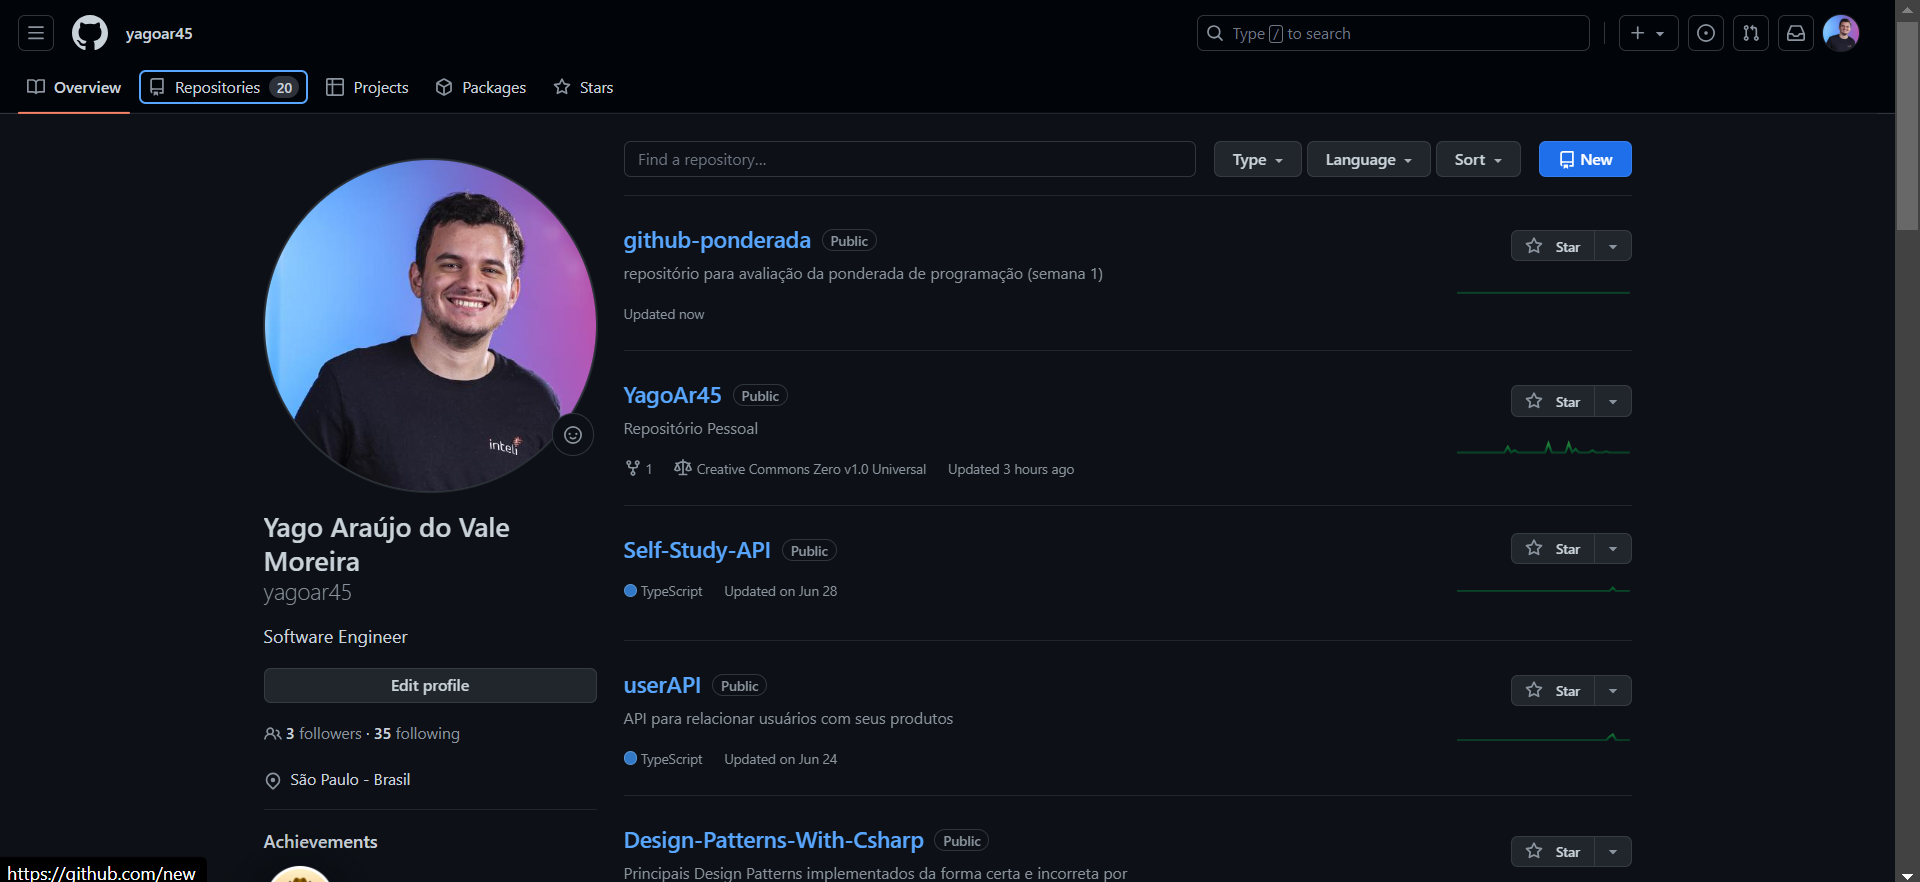 yagoar45
Type / to search
Overview
Repositories 20
Projects
Packages
Stars
Find a repository...
Type
Language
Sort
New
github-ponderada Public
repositório para avaliação da ponderada de programação (semana 1)
Updated now
Star
YagoAr45 Public
Repositório Pessoal
1 Creative Commons Zero v1.0 Universal Updated 3 hours ago
Star
Self-Study-API Public
TypeScript Updated on Jun 28
Star
userAPI Public
API para relacionar usuários com seus produtos
TypeScript Updated on Jun 24
Star
Design-Patterns-With-Csharp Public
Principais Design Patterns implementados da forma certa e incorreta por
Star
inteli
Yago Araújo do Vale
Moreira
yagoar45
Software Engineer
Edit profile
3 followers · 35 following
São Paulo - Brasil
Achievements
https://github.com/new